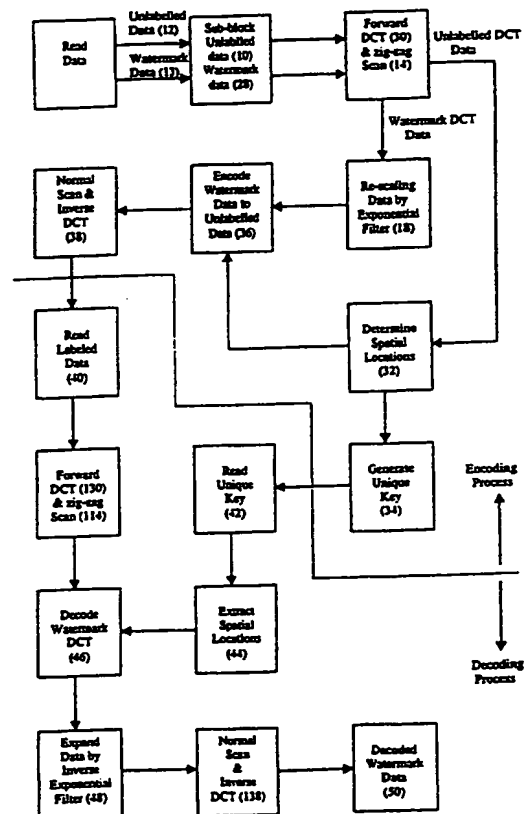 Unlabelled
Data (12)
Unlabelled DCT
Data
Read
Data
Watermark
Data (13)
Sub-block
Unlabelled
data (10)
Watermark
data (28)
Forward
DCT (30)
& zig-zag
Scan (14)
Watermark DCT
Data
Normal
Scan &
Inverse
DCT
(38)
Encode
Watermark
Data to
Unlabelled
Data (36)
Re-scaling
Data by
Exponential
Filter (18)
Read
Labeled
Data
(40)
Determine
Spatial
Locations
(32)
Forward
DCT (130)
& zig-zag
Scan (114)
Read
Unique
Key
(42)
Generate
Unique
Key
(34)
Encoding
Process
Decode
Watermark
DCT
(46)
Extract
Spatial
Locations
(44)
Decoding
Process
Expand
Data by
Inverse
Exponential
Filter (48)
Normal
Scan
&
Inverse
DCT (138)
Decoded
Watermark
Data
(50)